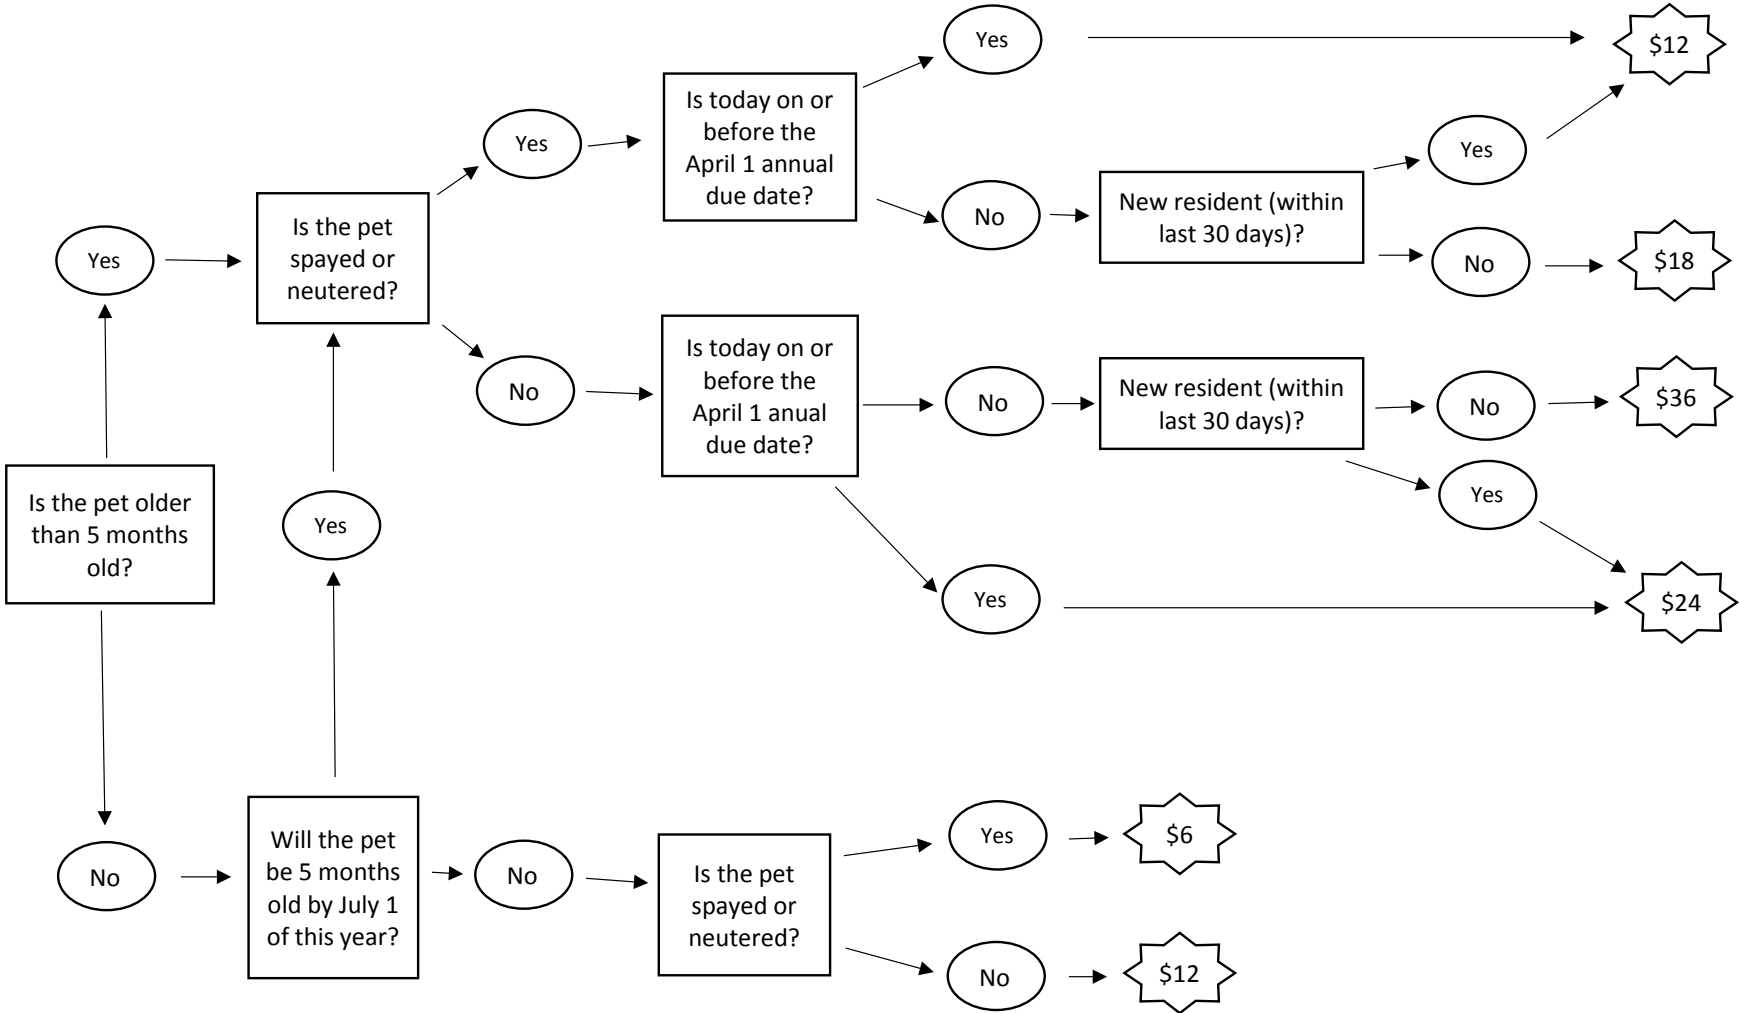 Yes
$12
Is today on or
before the
April 1 annual
due date?
Yes
Yes
New resident (within
last 30 days)?
No
Is the pet
spayed or
neutered?
Yes
No
$18
Is today on or
before the
April 1 anual
due date?
No
No
New resident (within
last 30 days)?
No
$36
Is the pet older
than 5 months
old?
Yes
Yes
Yes
$24
Will the pet
be 5 months
old by July 1
of this year?
No
No
Is the pet
spayed or
neutered?
Yes
$6
No
$12